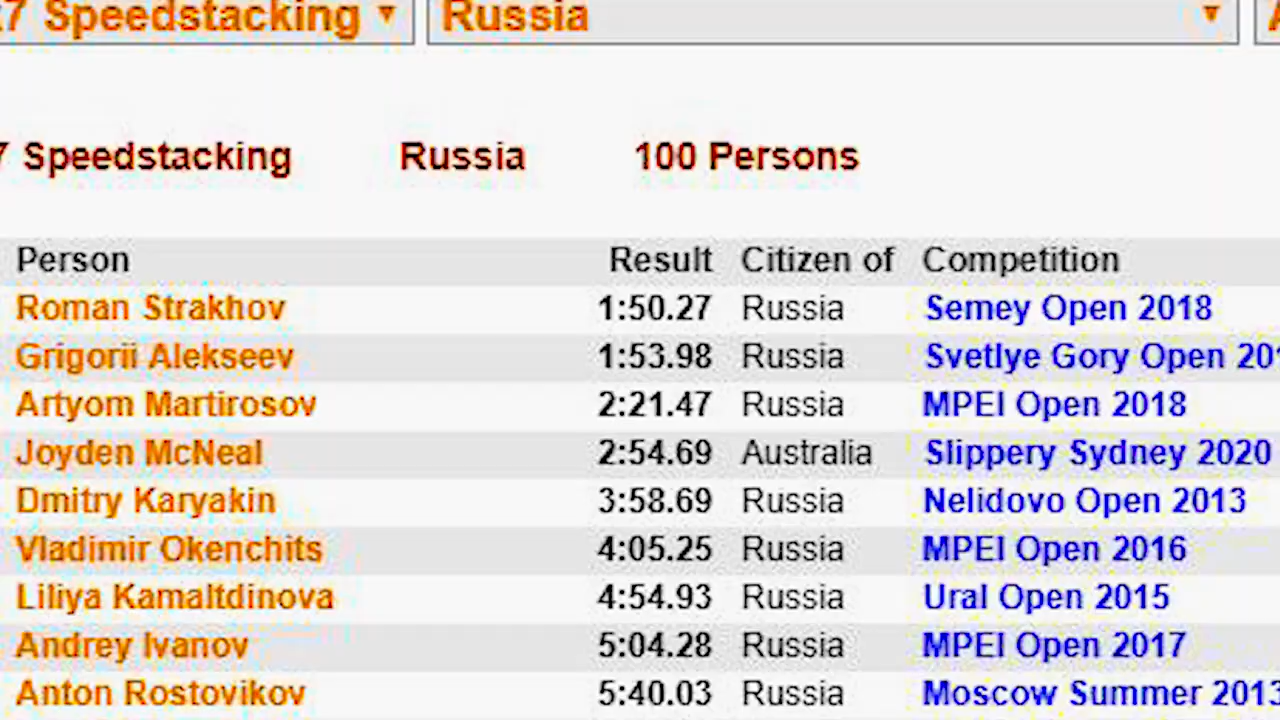 7 Speedstacking ▼ Russia ▼
7 Speedstacking Russia 100 Persons
Person Result Citizen of Competition
Roman Strakhov 1:50.27 Russia Semey Open 2018
Grigorii Alekseev 1:53.98 Russia Svetlye Gory Open 201
Artyom Martirosov 2:21.47 Russia MPEI Open 2018
Joyden McNeal 2:54.69 Australia Slippery Sydney 2020
Dmitry Karyakin 3:58.69 Russia Nelidovo Open 2013
Vladimir Okenchits 4:05.25 Russia MPEI Open 2016
Liliya Kamaltdinova 4:54.93 Russia Ural Open 2015
Andrey Ivanov 5:04.28 Russia MPEI Open 2017
Anton Rostovikov 5:40.03 Russia Moscow Summer 2013